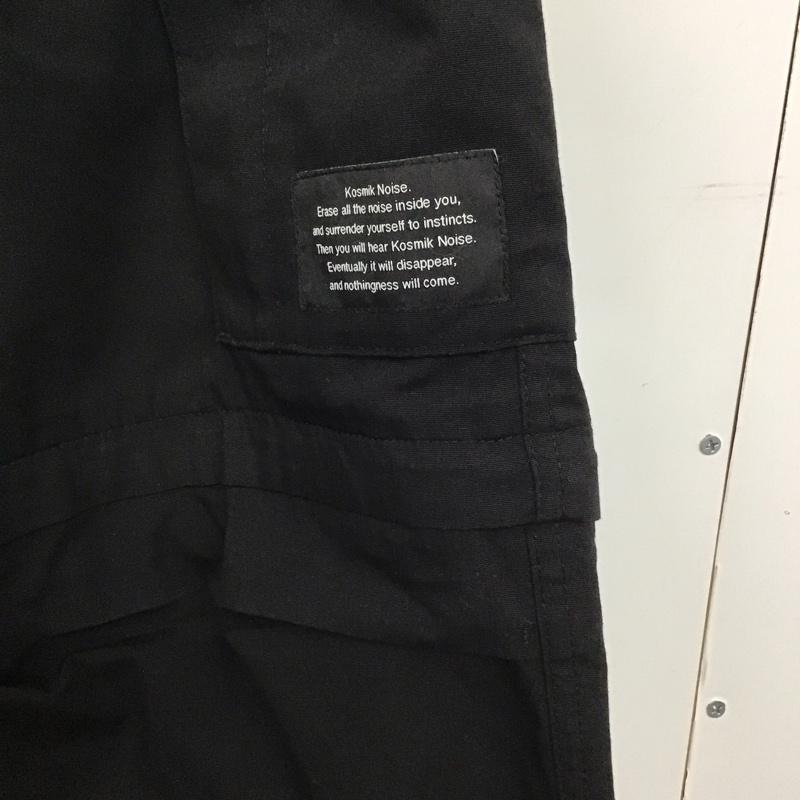 Kosmik Noise.
Erase all the noise inside you,
and surrender yourself to instincts.
Then you will hear Kosmik Noise.
Eventually it will disappear,
and nothingness will come.